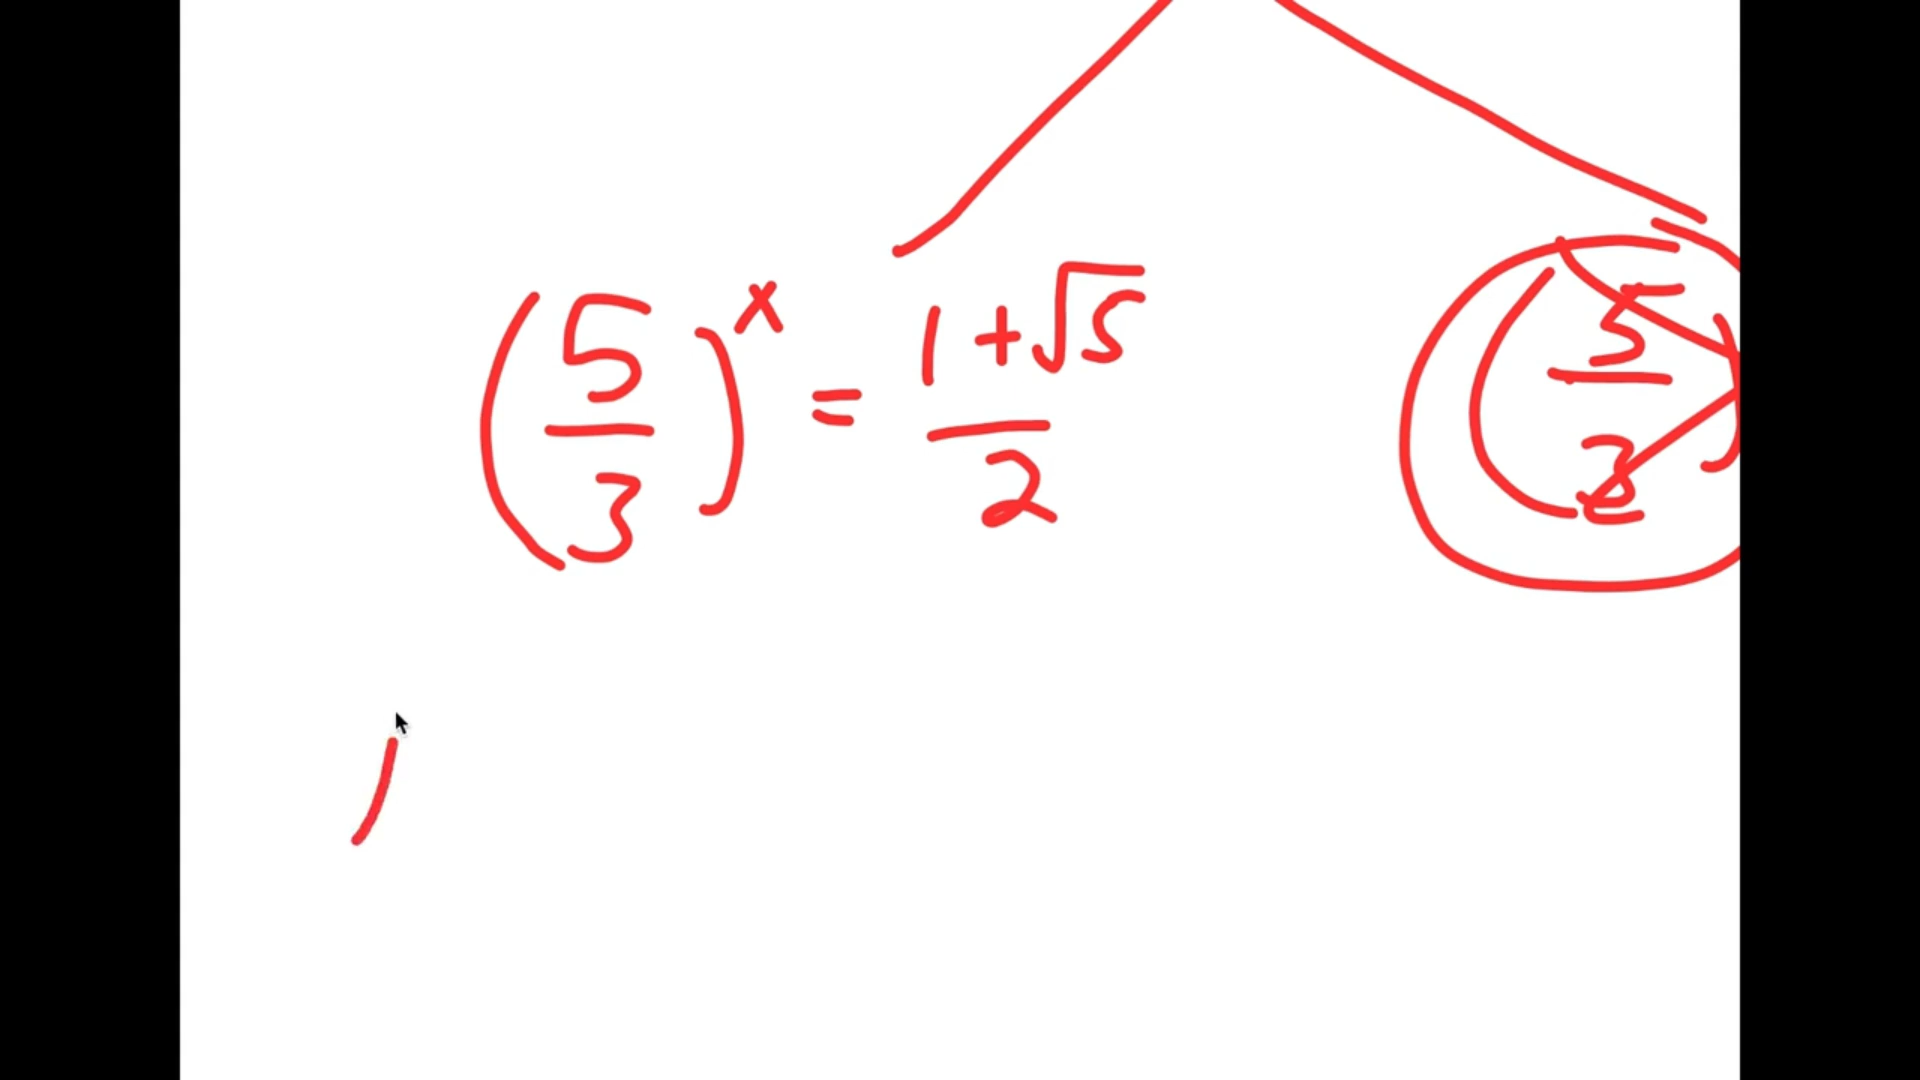 (5/3)^x = (1+√5)/2
(5/3)